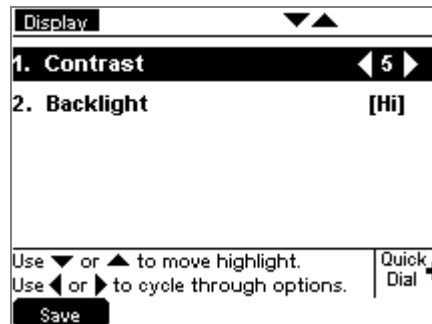 Display ▼▲
1. Contrast ◀ 5 ▶
2. Backlight [Hi]
Use ▼ or ▲ to move highlight.
Use ◀ or ▶ to cycle through options.
Quick
Dial
Save